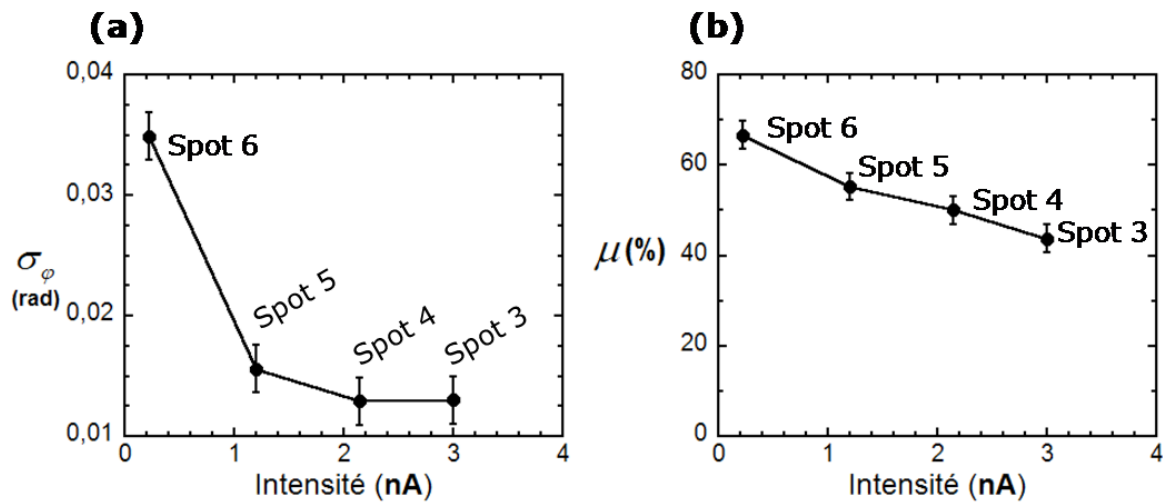 (a)
0,04
0,03
0,02
0,01
σφ
(rad)
Spot 6
Spot 5
Spot 4
Spot 3
0 1 2 3 4
Intensité (nA)
(b)
80
60
40
20
0
μ(%)
Spot 6
Spot 5
Spot 4
Spot 3
0 1 2 3 4
Intensité (nA)